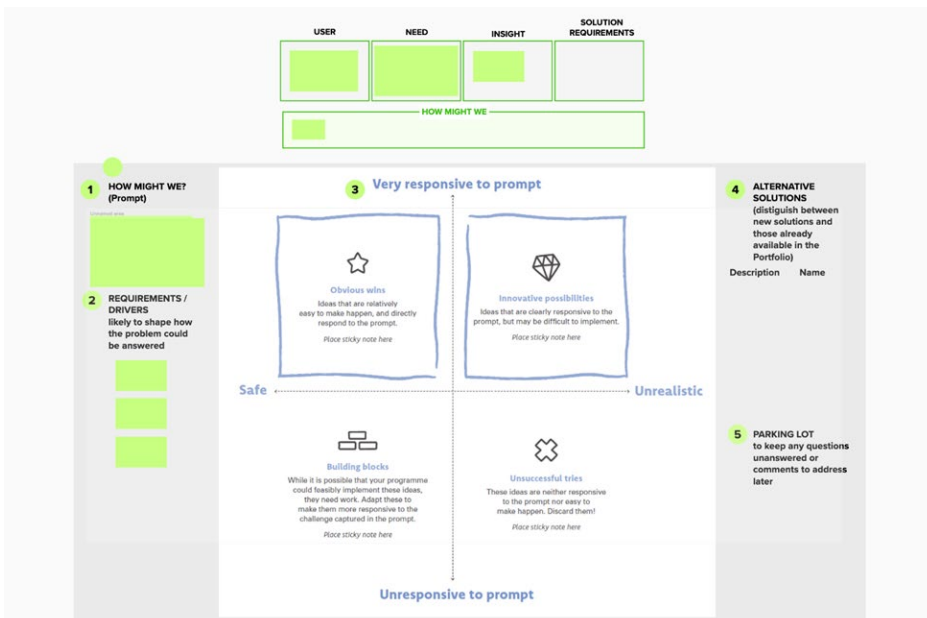 USER
NEED
INSIGHT
SOLUTION
REQUIREMENTS
HOW MIGHT WE
1
HOW MIGHT WE?
(Prompt)
2
REQUIREMENTS /
DRIVERS
likely to shape how
the problem could
be answered
3
Very responsive to prompt
Obvious wins
Ideas that are relatively
easy to make happen, and directly
respond to the prompt.
Place sticky note here
Innovative possibilities
Ideas that are clearly responsive to the
prompt, but may be difficult to implement.
Place sticky note here
Safe
Unrealistic
Building blocks
While it is possible that your programme
could feasibly implement these ideas,
they need work. Adapt these to
make them more responsive to the
challenge captured in the prompt.
Place sticky note here
Unsuccessful tries
These ideas are neither responsive
to the prompt nor easy to
make happen. Discard them!
Place sticky note here
Unresponsive to prompt
4
ALTERNATIVE
SOLUTIONS
(distiguish between
new solutions and
those already
available in the
Portfolio)
Description Name
5
PARKING LOT
to keep any questions
unanswered or
comments to address
later